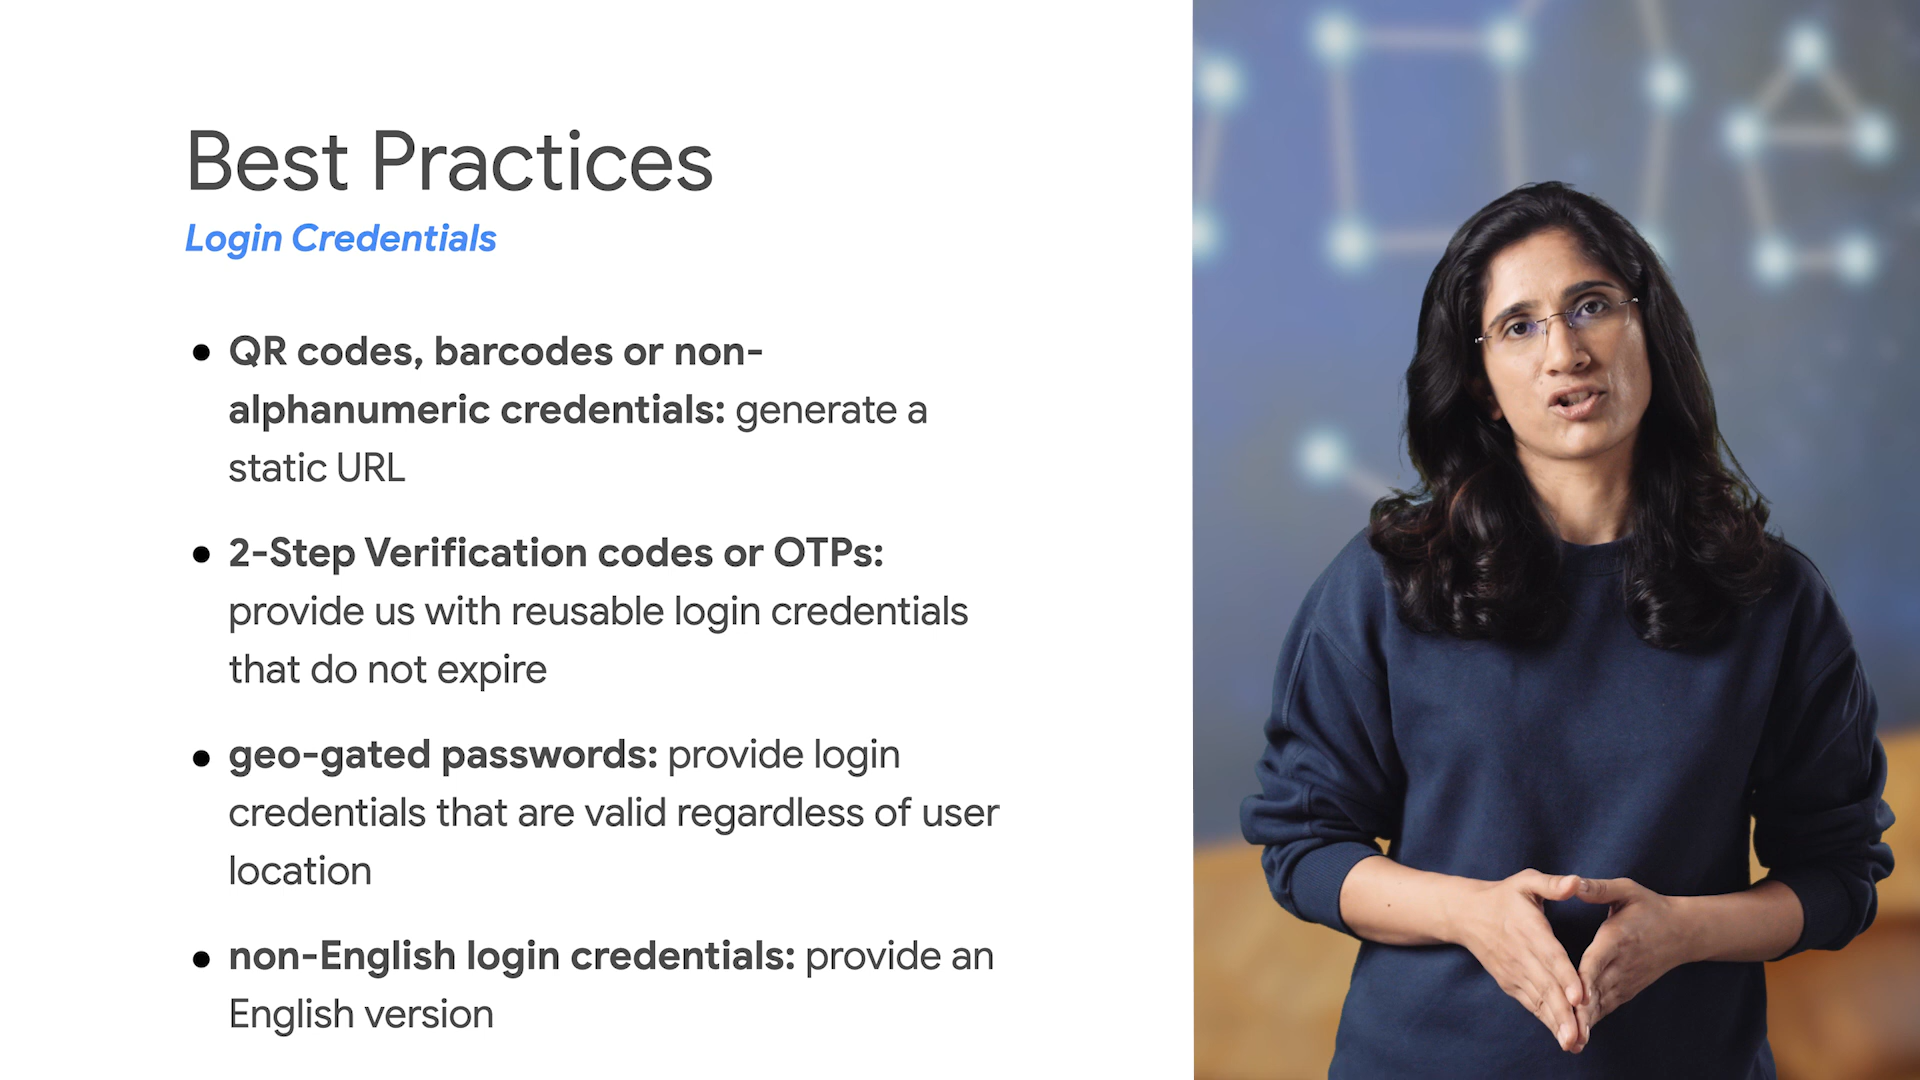 Best Practices
Login Credentials
● QR codes, barcodes or non-
alphanumeric credentials: generate a
static URL
● 2-Step Verification codes or OTPs:
provide us with reusable login credentials
that do not expire
● geo-gated passwords: provide login
credentials that are valid regardless of user
location
● non-English login credentials: provide an
English version